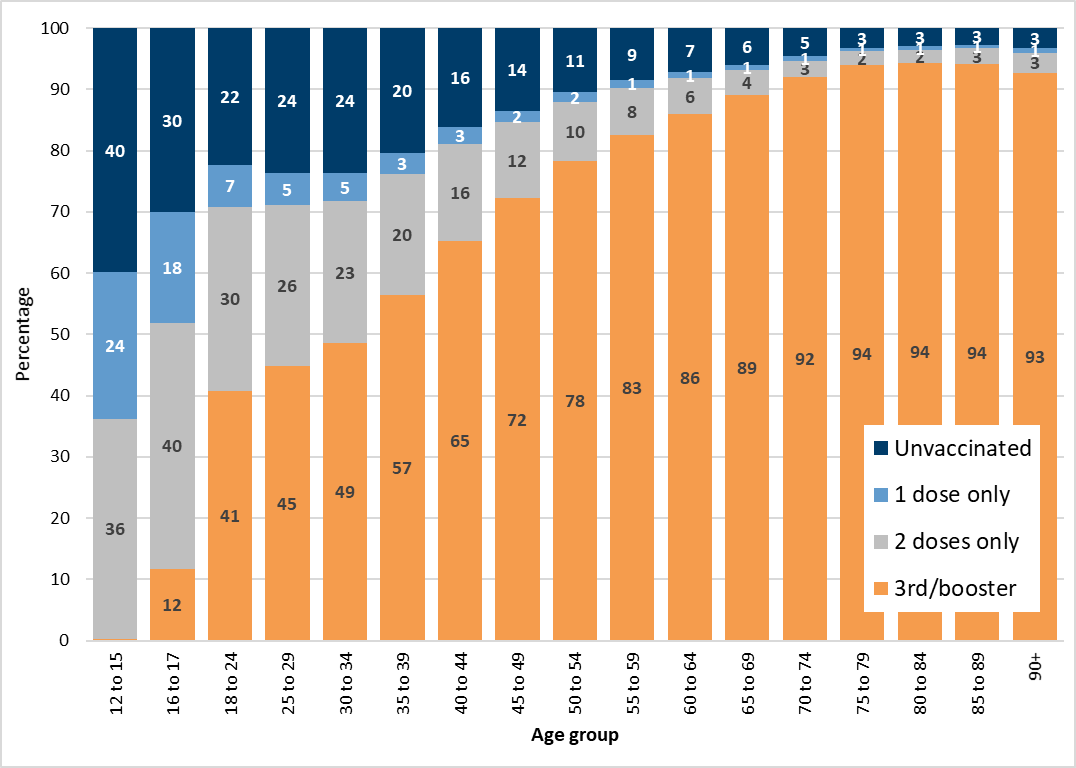 Percentage
100
90
80
70
60
50
40
30
20
10
0
40 30 22 24 24 20 16 14 11 9 7 6 5 3 3 3 3
24 18 7 5 5 3 3 2 2 1 1 1 1 1 1 1 1
36 40 30 26 23 20 16 12 10 8 6 4 3 2 2 3 3
12 41 45 49 57 65 72 78 83 86 89 92 94 94 94 93
Unvaccinated
1 dose only
2 doses only
3rd/booster
12 to 15
16 to 17
18 to 24
25 to 29
30 to 34
35 to 39
40 to 44
45 to 49
50 to 54
55 to 59
60 to 64
65 to 69
70 to 74
75 to 79
80 to 84
85 to 89
90+
Age group